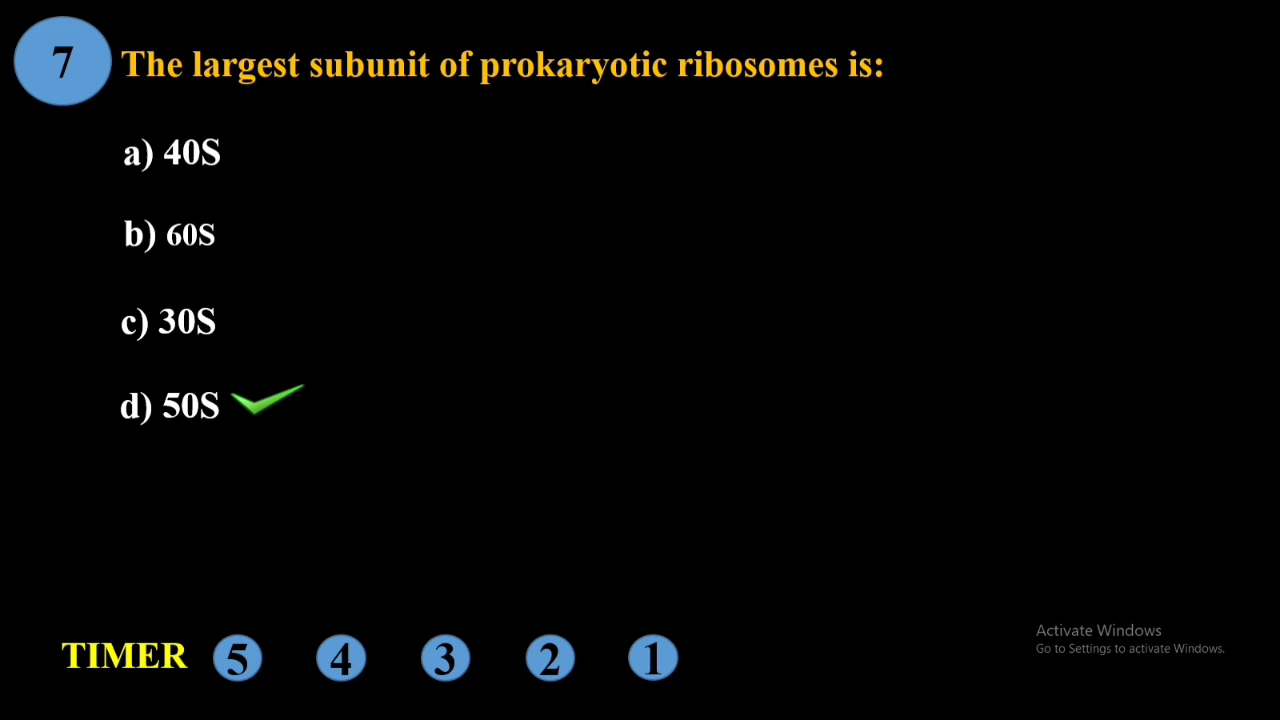 7
The largest subunit of prokaryotic ribosomes is:
a) 40S
b) 60S
c) 30S
d) 50S
TIMER 5 4 3 2 1
Activate Windows
Go to Settings to activate Windows.